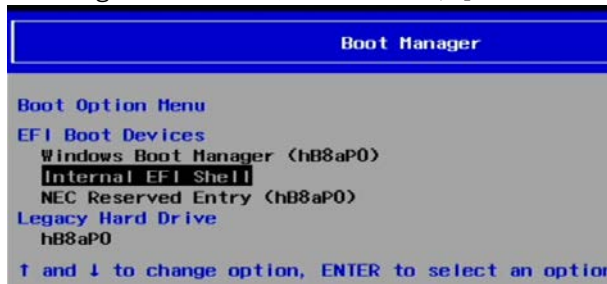 Boot Manager
Boot Option Menu
EFI Boot Devices
Windows Boot Manager (hB8aP0)
Internal EFI Shell
NEC Reserved Entry (hB8aP0)
Legacy Hard Drive
hB8aP0
↑ and ↓ to change option, ENTER to select an option